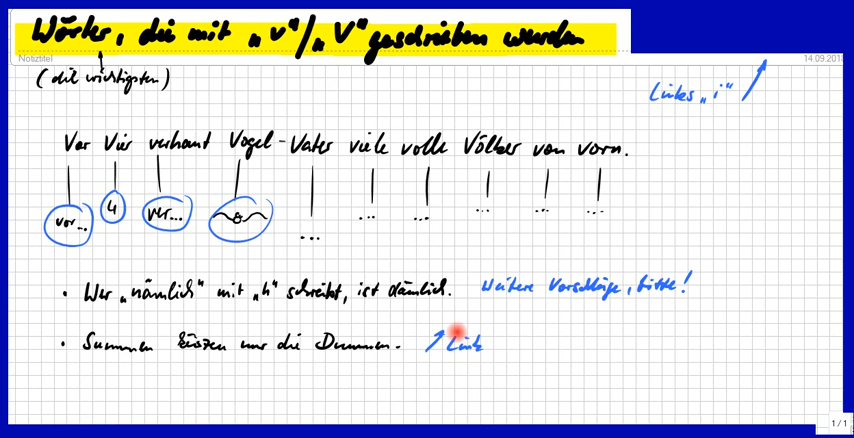 Wörter, die mit „v“/„V“ geschrieben werden
Notiztitel
14.09.201
(die wichtigsten)
Links „i“
Vor Vier verhaut Vogel-Vater viele volle Völker von vorn.
vor... 4 ver...
... ... ... ... ... ...
· Wer „nämlich“ mit „h“ schreibt, ist dämlich. Weitere Vorschläge, bitte!
· Summen kürzen nur die Dummen. Link
1 / 1